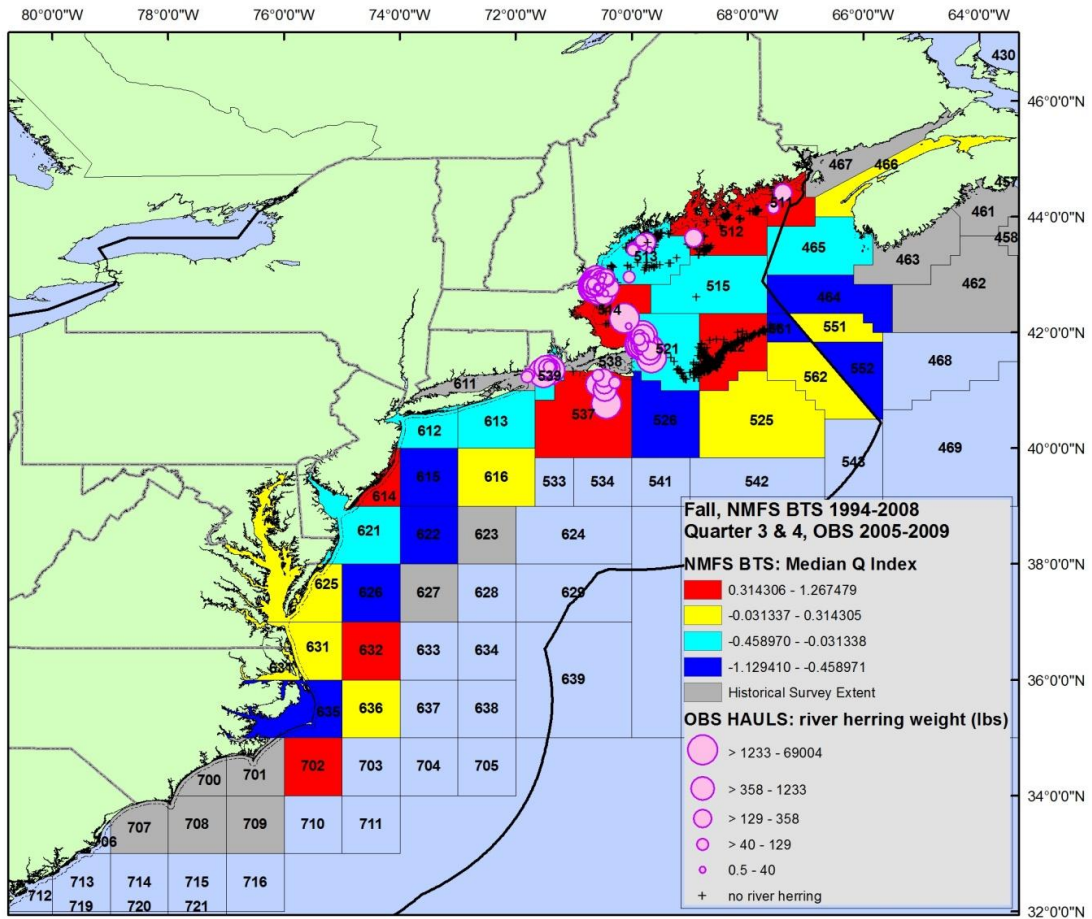 80°0'0"W 78°0'0"W 76°0'0"W 74°0'0"W 72°0'0"W 70°0'0"W 68°0'0"W 66°0'0"W 64°0'0"W
430
46°0'0"N
467 466
457
511
461
44°0'0"N
512
458
513
465
463
515
462
464
514
551
42°0'0"N
561
521
538
468
539
562
552
611
537
526
525
613
612
469
40°0'0"N
543
615
616
533 534 541 542
614
621 622 623 624
38°0'0"N
625 626 627 628 629
631 632 633 634
639
36°0'0"N
635 636 637 638
702 703 704 705
701
700
34°0'0"N
707 708 709 710 711
706
713 714 715 716
712
719 720 721
32°0'0"N
Fall, NMFS BTS 1994-2008
Quarter 3 & 4, OBS 2005-2009
NMFS BTS: Median Q Index
0.314306 - 1.267479
-0.031337 - 0.314305
-0.458970 - -0.031338
-1.129410 - -0.458971
Historical Survey Extent
OBS HAULS: river herring weight (lbs)
> 1233 - 69004
> 358 - 1233
> 129 - 358
> 40 - 129
0.5 - 40
no river herring